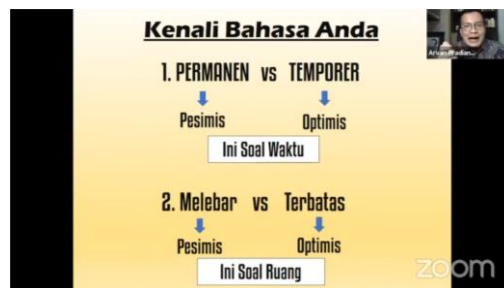 Kenali Bahasa Anda
1. PERMANEN vs TEMPORER
Pesimis Optimis
Ini Soal Waktu
2. Melebar vs Terbatas
Pesimis Optimis
Ini Soal Ruang
zoom